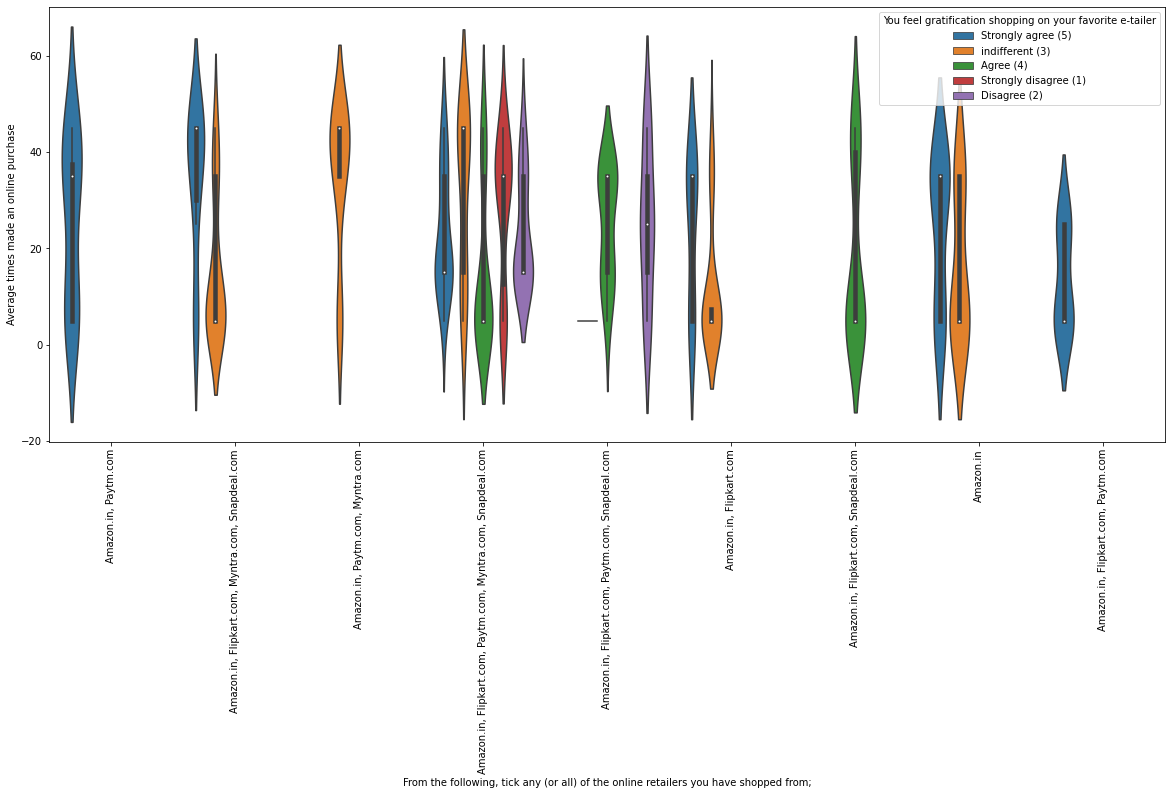 You feel gratification shopping on your favorite e-tailer
Strongly agree (5)
indifferent (3)
Agree (4)
Strongly disagree (1)
Disagree (2)
Average times made an online purchase
60
40
20
0
−20
Amazon.in, Paytm.com
Amazon.in, Flipkart.com, Myntra.com, Snapdeal.com
Amazon.in, Paytm.com, Myntra.com
Amazon.in, Flipkart.com, Paytm.com, Myntra.com, Snapdeal.com
Amazon.in, Flipkart.com, Paytm.com, Snapdeal.com
Amazon.in, Flipkart.com
Amazon.in, Flipkart.com, Snapdeal.com
Amazon.in
Amazon.in, Flipkart.com, Paytm.com
From the following, tick any (or all) of the online retailers you have shopped from;